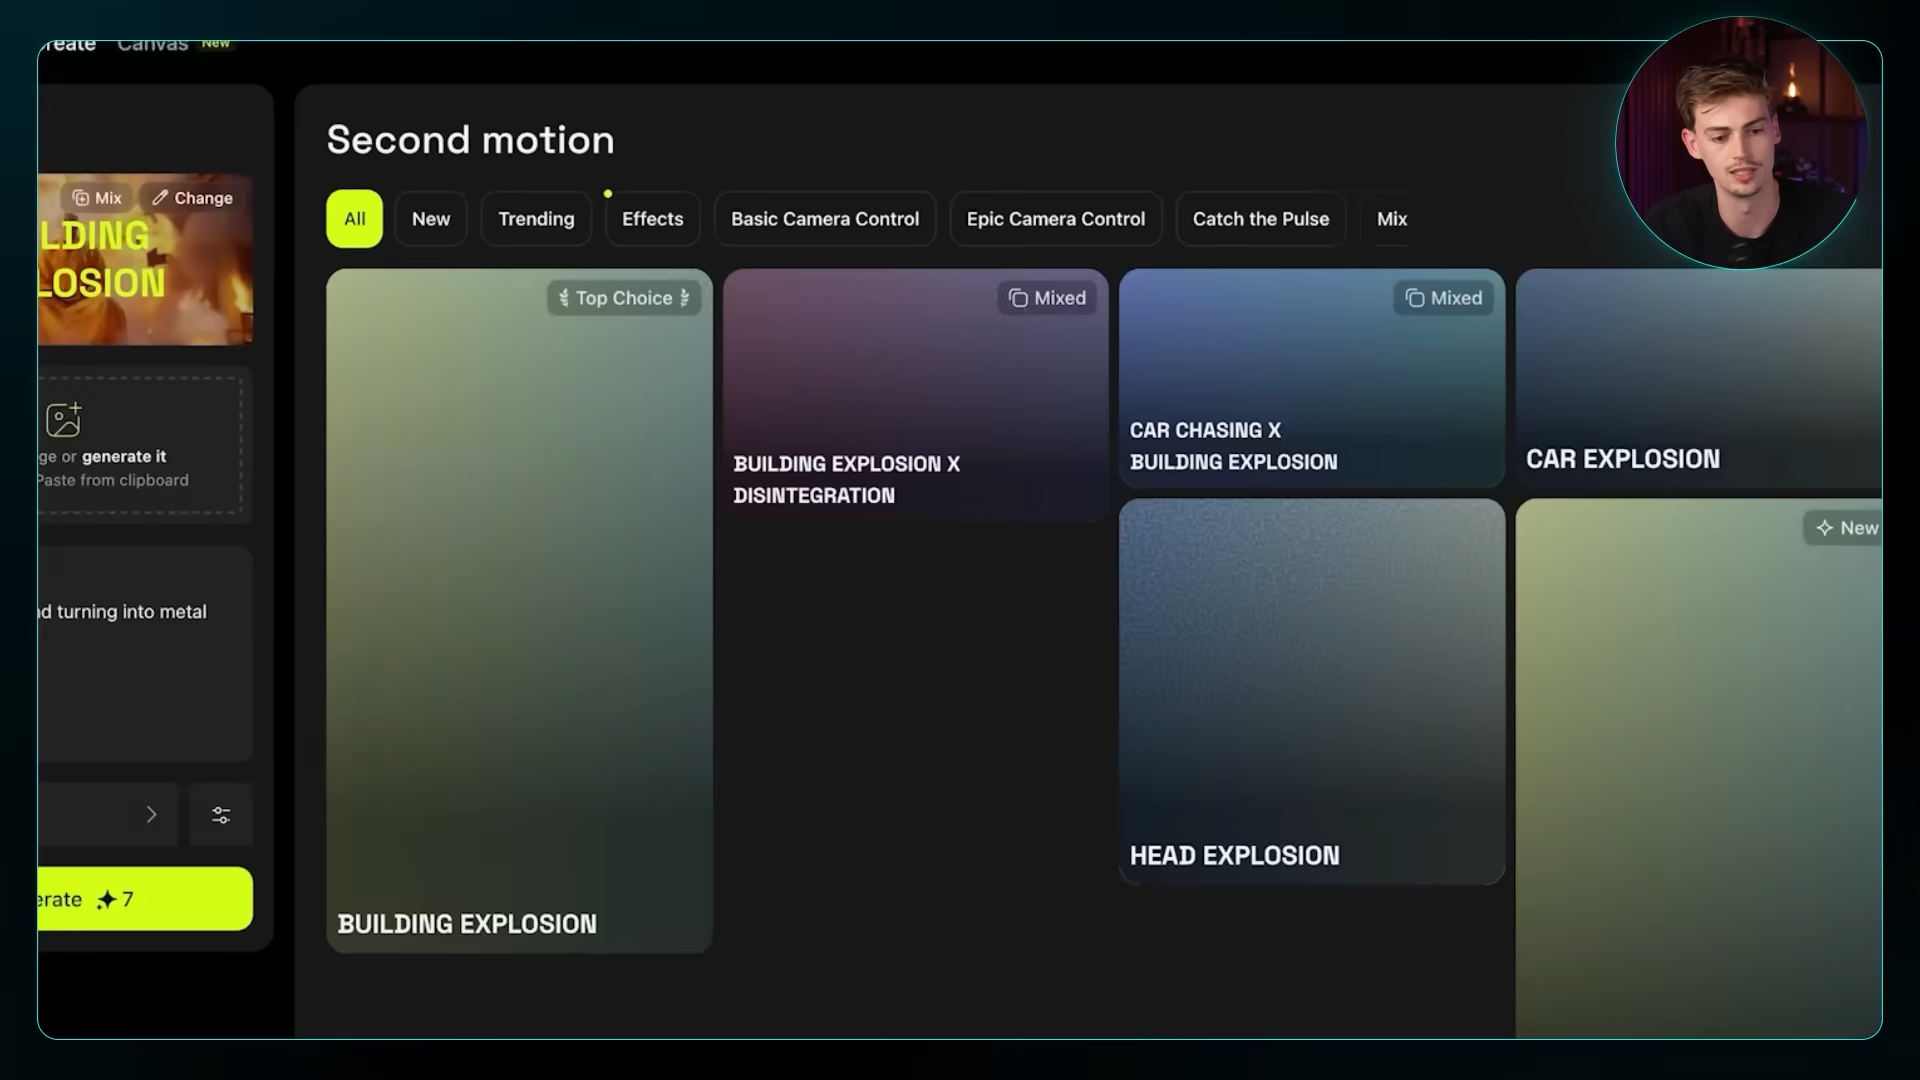 reate Canvas New
Mix Change
LDING
LOSION
ge or generate it
Paste from clipboard
nd turning into metal
erate 7
Second motion
All New Trending Effects Basic Camera Control Epic Camera Control Catch the Pulse Mix
Top Choice
BUILDING EXPLOSION
Mixed
BUILDING EXPLOSION X
DISINTEGRATION
Mixed
CAR CHASING X
BUILDING EXPLOSION
CAR EXPLOSION
HEAD EXPLOSION
New